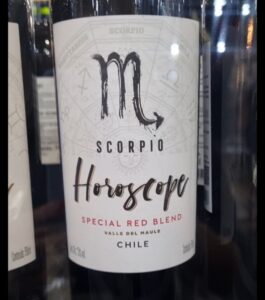 SCORPIO
SCORPIO
Horoscope
SPECIAL RED BLEND
VALLE DEL MAULE
CHILE